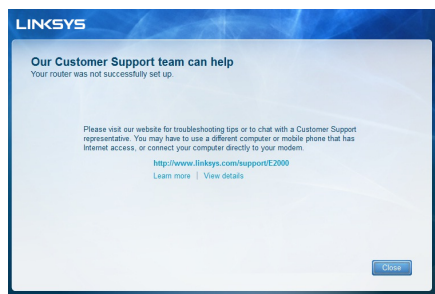 LINKSYS
Our Customer Support team can help
Your router was not successfully set up.
Please visit our website for troubleshooting tips or to chat with a Customer Support
representative. You may have to use a different computer or mobile phone that has
Internet access, or connect your computer directly to your modem.
http://www.linksys.com/support/E2000
Learn more | View details
Close